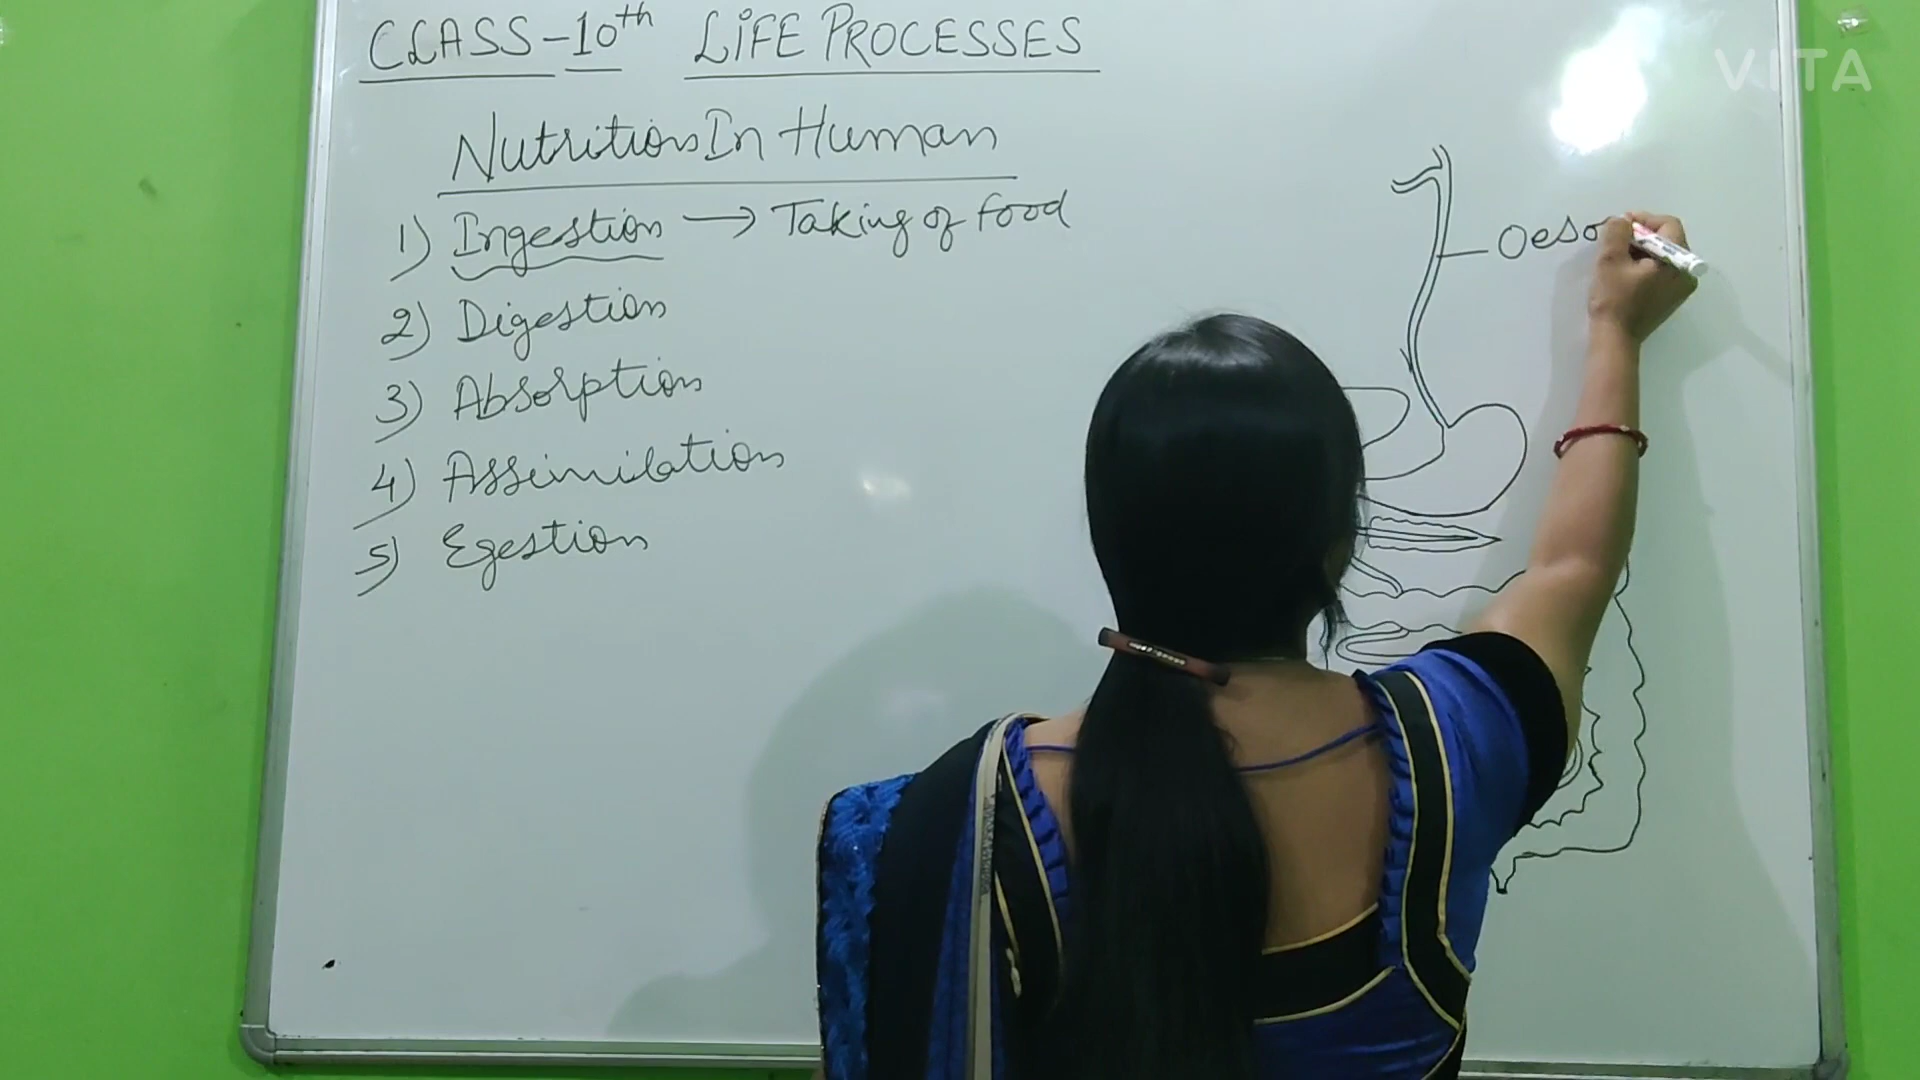 CLASS-10th LIFE PROCESSES
VITA
Nutrition In Human
1) Ingestion → Taking of food
Oeso
2) Digestion
3) Absorption
4) Assimilation
5) Egestion